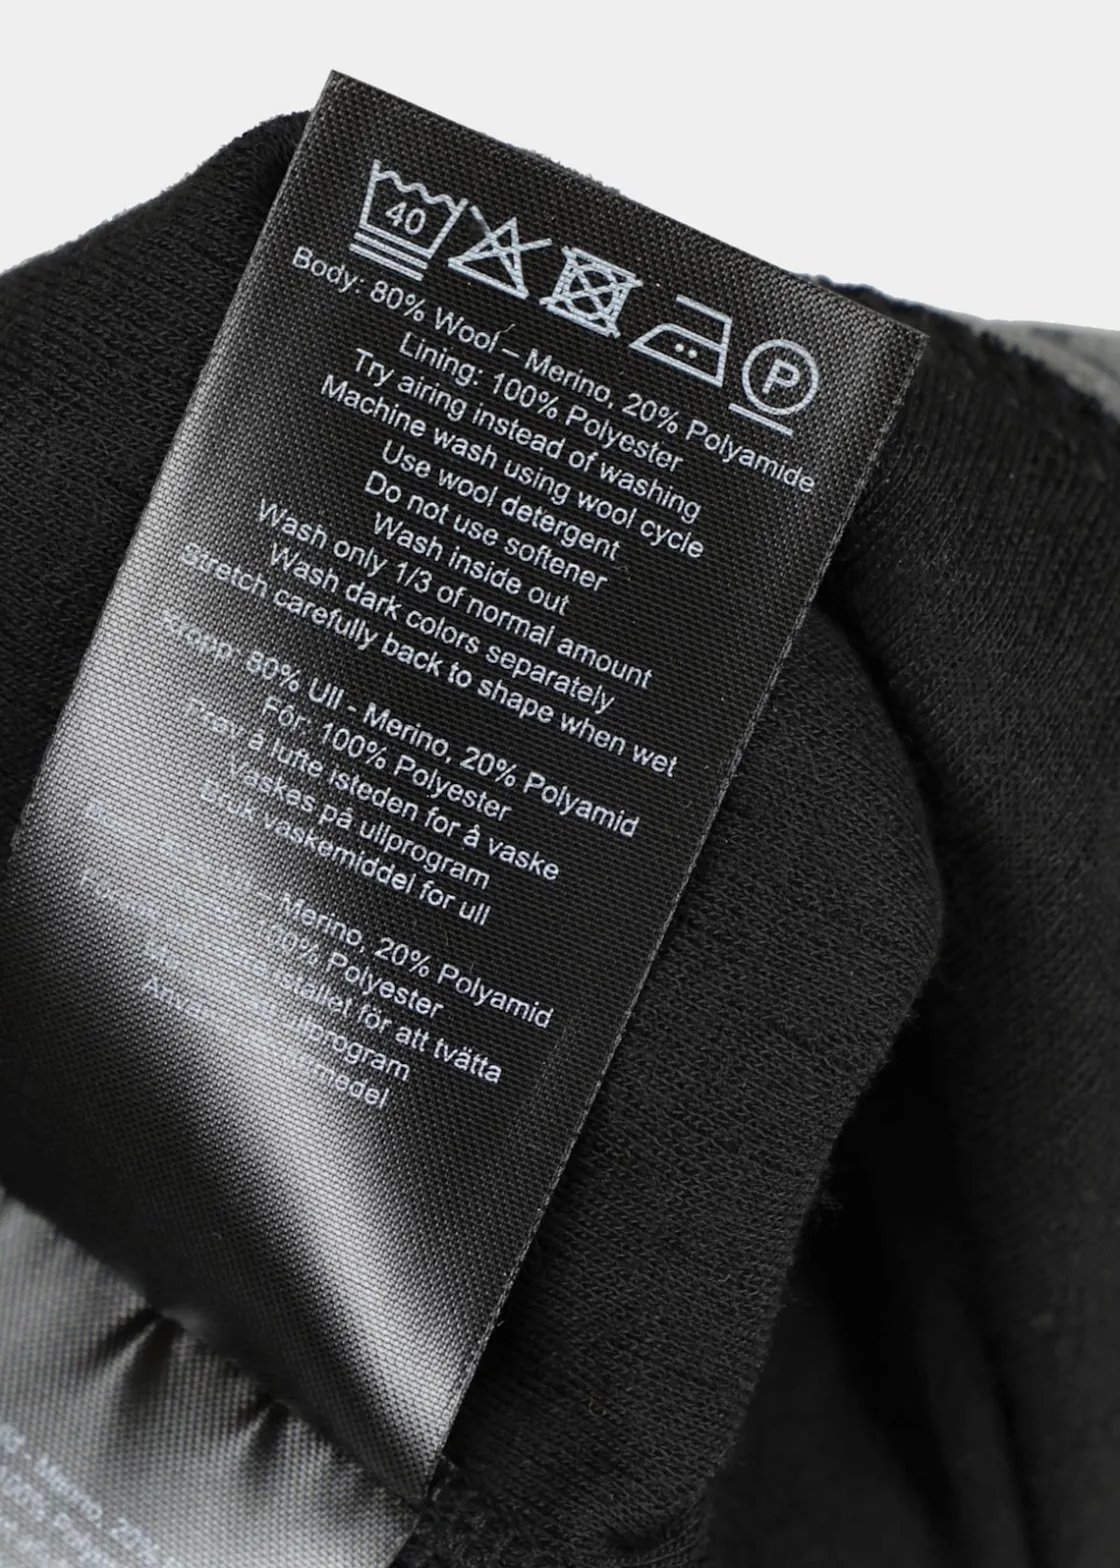 40
P
Body: 80% Wool – Merino, 20% Polyamide
Lining: 100% Polyester
Try airing instead of washing
Machine wash using wool cycle
Use wool detergent
Do not use softener
Wash inside out
Wash only 1/3 of normal amount
Wash dark colors separately
Stretch carefully back to shape when wet
80% Ull - Merino, 20% Polyamid
Fôr: 100% Polyester
Prøv å lufte isteden for å vaske
Vaskes på ullprogram
Bruk vaskemiddel for ull
Merino, 20% Polyamid
Polyester
för att tvätta